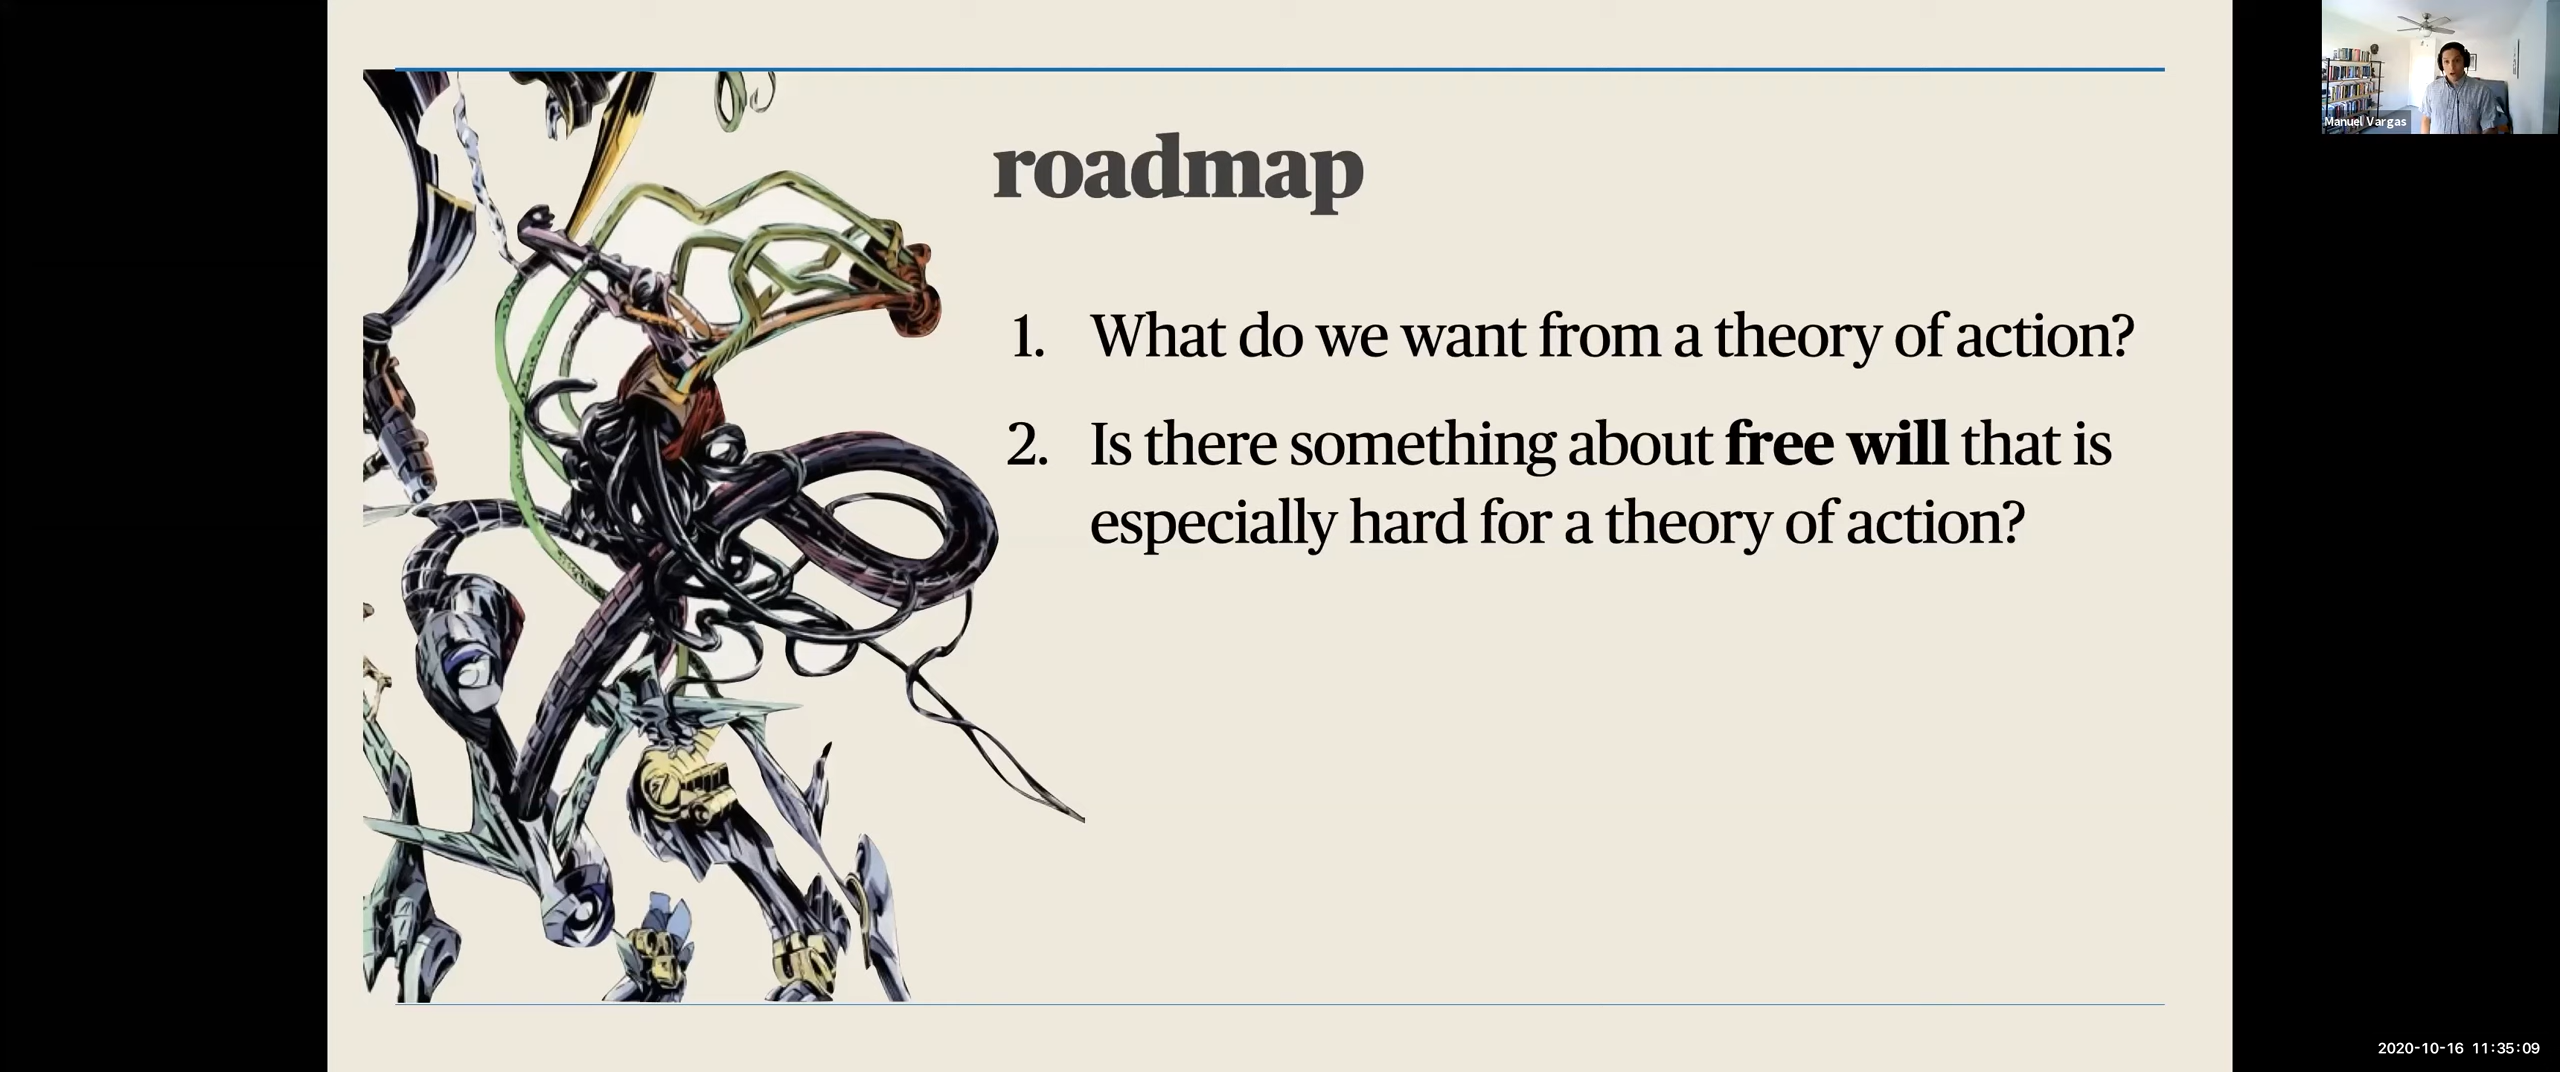 roadmap
1. What do we want from a theory of action?
2. Is there something about free will that is
especially hard for a theory of action?
Manuel Vargas
2020-10-16 11:35:09